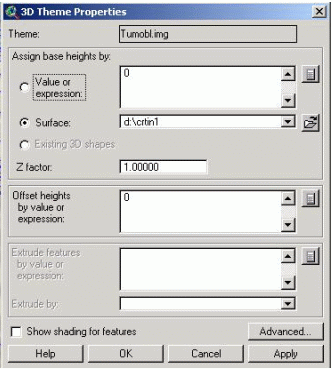 3D Theme Properties
Theme: Tumobl.img
Assign base heights by:
Value or expression: 0
Surface: d:\crtin1
Existing 3D shapes
Z factor: 1.00000
Offset heights by value or expression: 0
Extrude features by value or expression:
Extrude by:
Show shading for features Advanced...
Help OK Cancel Apply